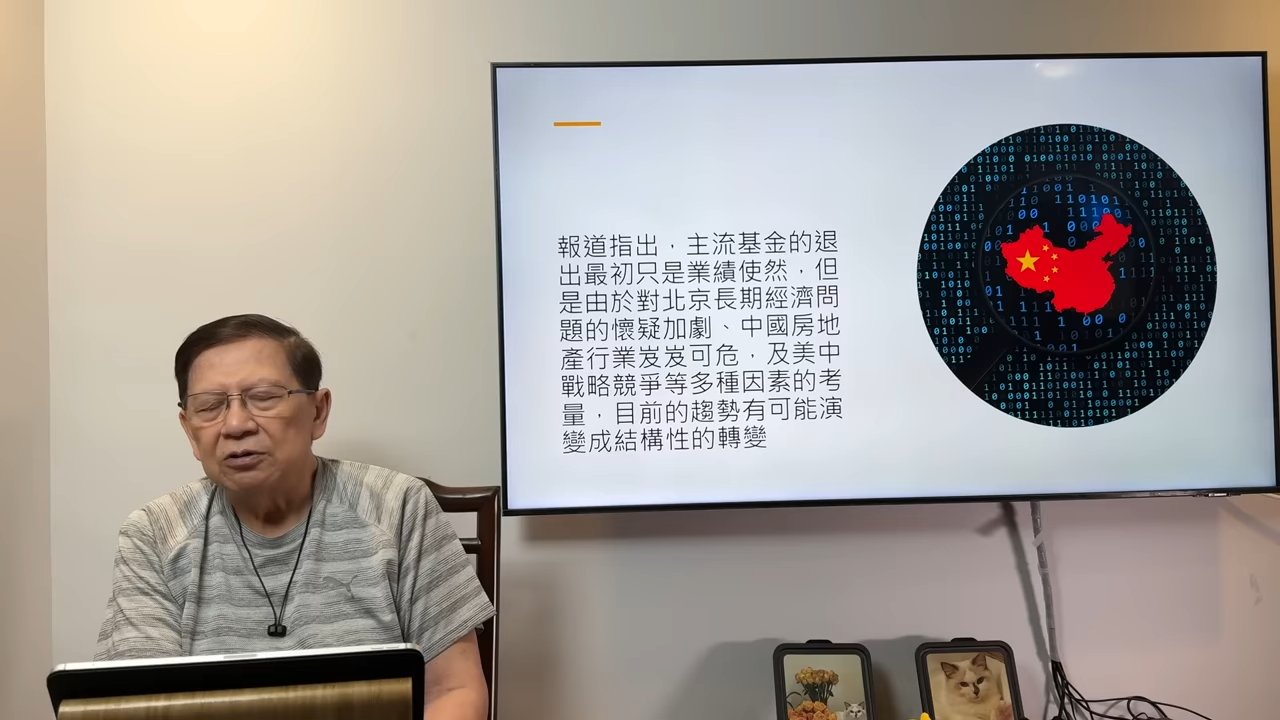 報道指出，主流基金的退
出最初只是業績使然，但
是由於對北京長期經濟問
題的懷疑加劇、中國房地
產行業岌岌可危，及美中
戰略競爭等多種因素的考
量，目前的趨勢有可能演
變成結構性的轉變